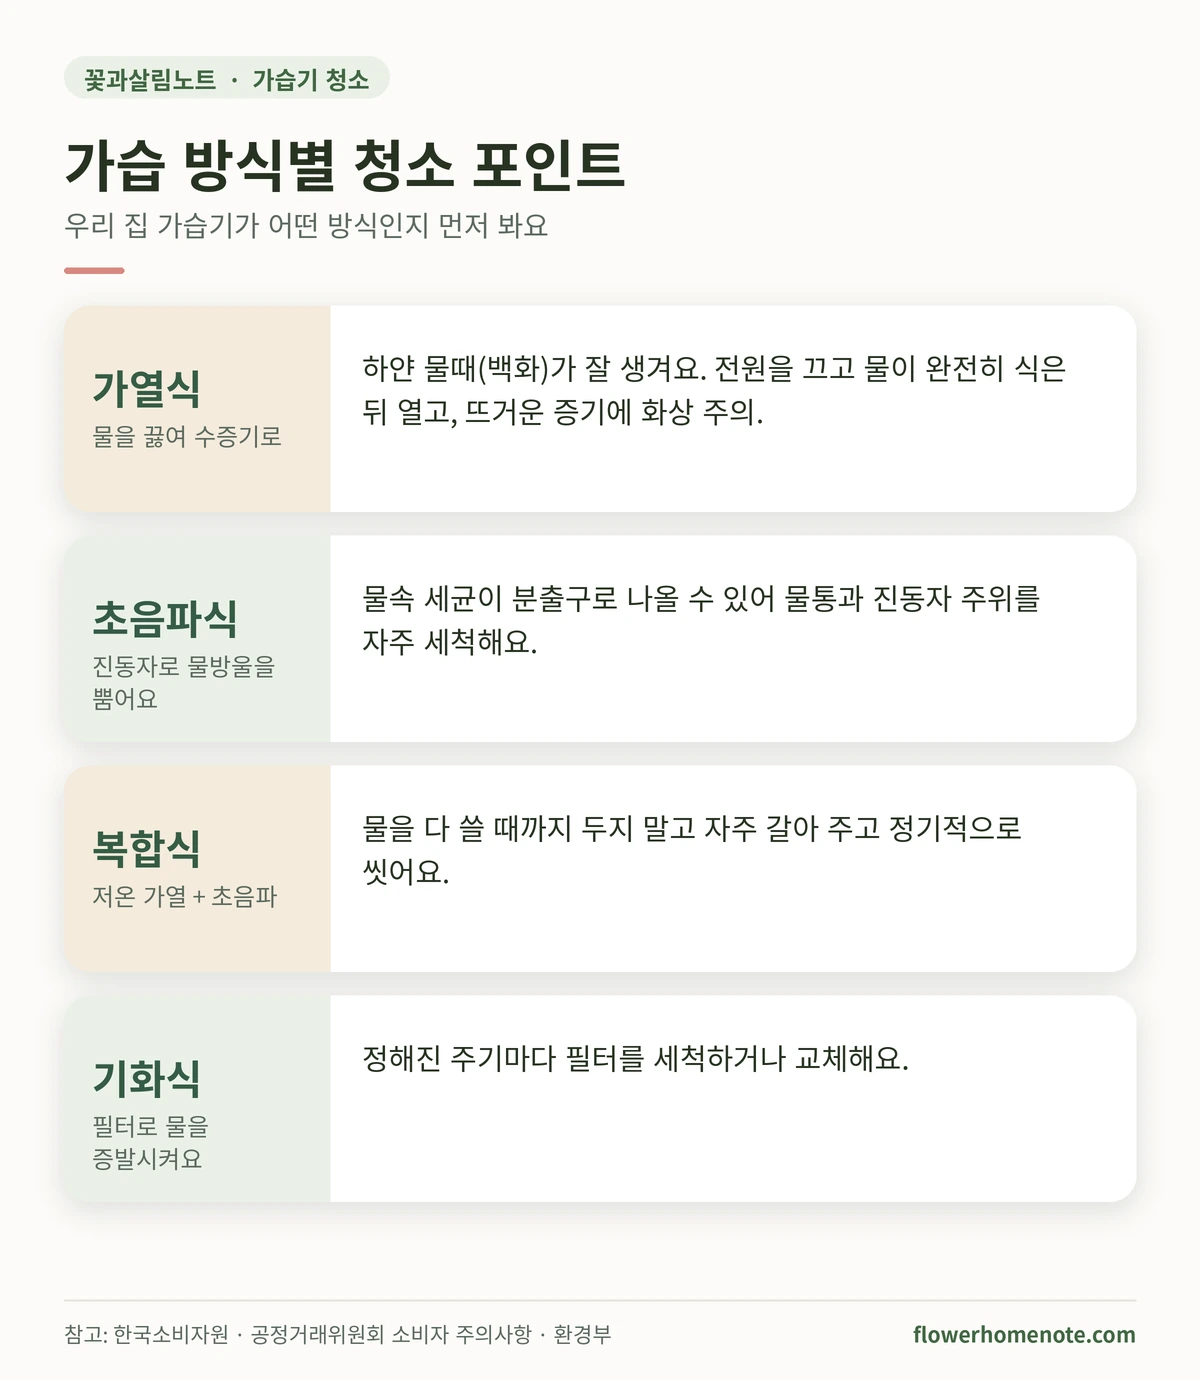 꽃과살림노트 · 가습기 청소
가습 방식별 청소 포인트
우리 집 가습기가 어떤 방식인지 먼저 봐요
가열식
물을 끓여 수증기로
하얀 물때(백화)가 잘 생겨요. 전원을 끄고 물이 완전히 식은
뒤 열고, 뜨거운 증기에 화상 주의.
초음파식
진동자로 물방울을
뿜어요
물속 세균이 분출구로 나올 수 있어 물통과 진동자 주위를
자주 세척해요.
복합식
저온 가열 + 초음파
물을 다 쓸 때까지 두지 말고 자주 갈아 주고 정기적으로
씻어요.
기화식
필터로 물을
증발시켜요
정해진 주기마다 필터를 세척하거나 교체해요.
참고: 한국소비자원 · 공정거래위원회 소비자 주의사항 · 환경부
flowerhomenote.com